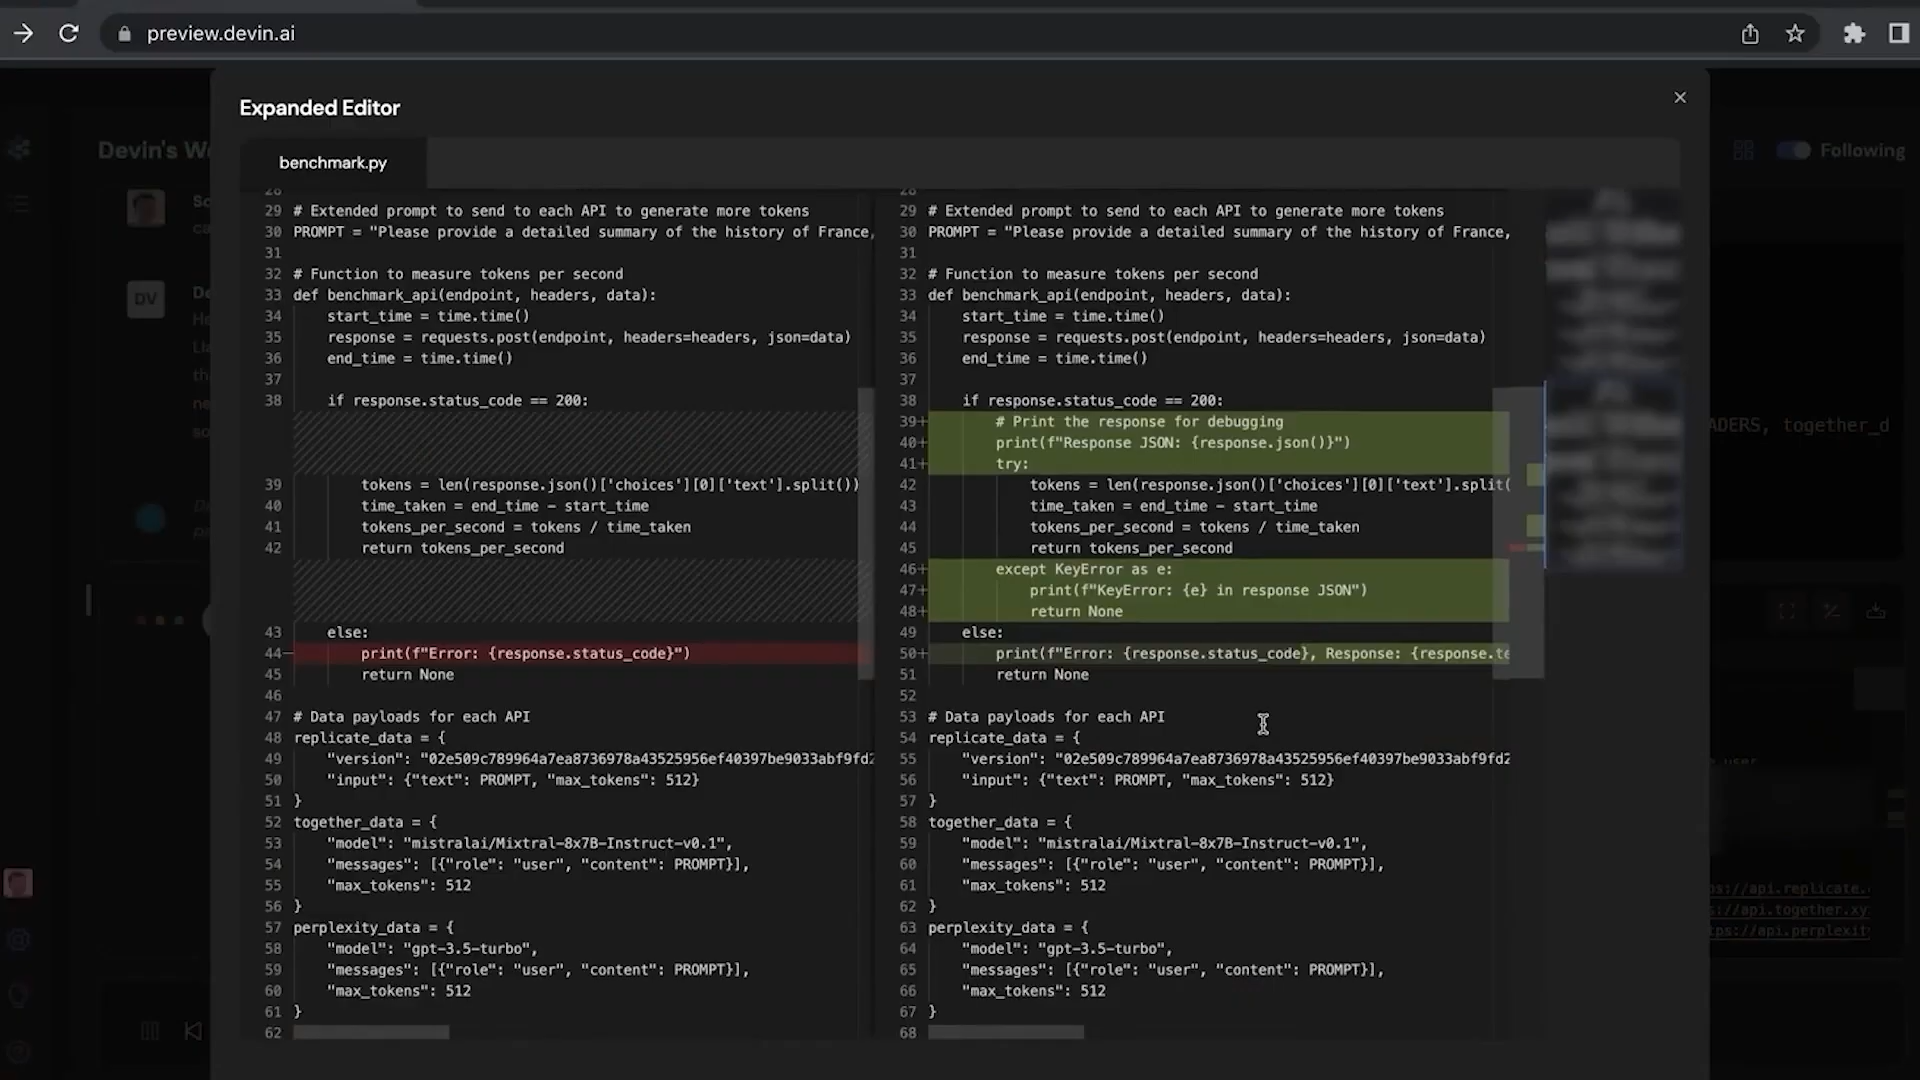 preview.devin.ai
Expanded Editor
Devin's W
Following
benchmark.py
28
29 # Extended prompt to send to each API to generate more tokens
30 PROMPT = "Please provide a detailed summary of the history of France,
31
32 # Function to measure tokens per second
33 def benchmark_api(endpoint, headers, data):
34 start_time = time.time()
35 response = requests.post(endpoint, headers=headers, json=data)
36 end_time = time.time()
37
38 if response.status_code == 200:
39 tokens = len(response.json()['choices'][0]['text'].split())
40 time_taken = end_time - start_time
41 tokens_per_second = tokens / time_taken
42 return tokens_per_second
43 else:
44- print(f"Error: {response.status_code}")
45 return None
46
47 # Data payloads for each API
48 replicate_data = {
49 "version": "02e509c789964a7ea8736978a43525956ef40397be9033abf9fd2
50 "input": {"text": PROMPT, "max_tokens": 512}
51 }
52 together_data = {
53 "model": "mistralai/Mixtral-8x7B-Instruct-v0.1",
54 "messages": [{"role": "user", "content": PROMPT}],
55 "max_tokens": 512
56 }
57 perplexity_data = {
58 "model": "gpt-3.5-turbo",
59 "messages": [{"role": "user", "content": PROMPT}],
60 "max_tokens": 512
61 }
62
28
29 # Extended prompt to send to each API to generate more tokens
30 PROMPT = "Please provide a detailed summary of the history of France,
31
32 # Function to measure tokens per second
33 def benchmark_api(endpoint, headers, data):
34 start_time = time.time()
35 response = requests.post(endpoint, headers=headers, json=data)
36 end_time = time.time()
37
38 if response.status_code == 200:
39+ # Print the response for debugging
40+ print(f"Response JSON: {response.json()}")
41+ try:
42 tokens = len(response.json()['choices'][0]['text'].split(
43 time_taken = end_time - start_time
44 tokens_per_second = tokens / time_taken
45 return tokens_per_second
46+ except KeyError as e:
47+ print(f"KeyError: {e} in response JSON")
48+ return None
49 else:
50+ print(f"Error: {response.status_code}, Response: {response.te
51 return None
52
53 # Data payloads for each API
54 replicate_data = {
55 "version": "02e509c789964a7ea8736978a43525956ef40397be9033abf9fd2
56 "input": {"text": PROMPT, "max_tokens": 512}
57 }
58 together_data = {
59 "model": "mistralai/Mixtral-8x7B-Instruct-v0.1",
60 "messages": [{"role": "user", "content": PROMPT}],
61 "max_tokens": 512
62 }
63 perplexity_data = {
64 "model": "gpt-3.5-turbo",
65 "messages": [{"role": "user", "content": PROMPT}],
66 "max_tokens": 512
67 }
68
DV
ADERS, together_d
ps://api.replicate.
s://api.together.xy
tps://api.perplexit